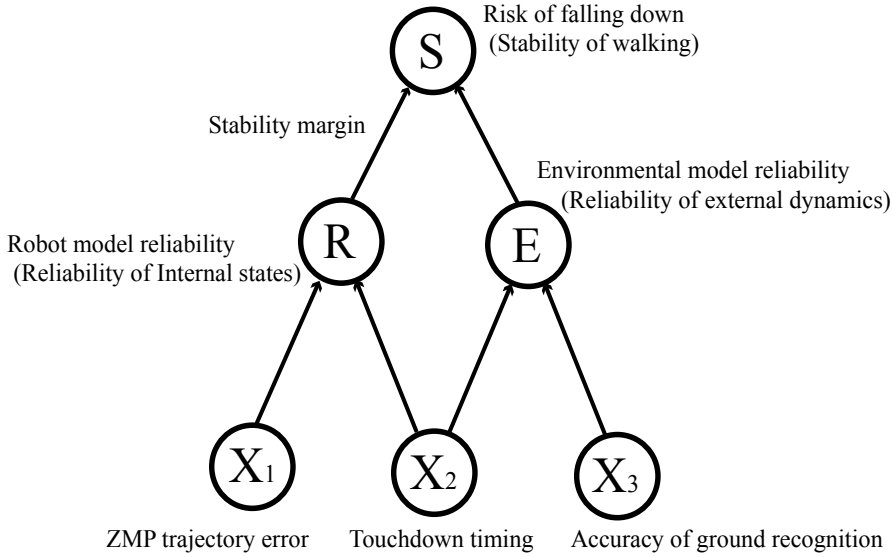 S
Risk of falling down
(Stability of walking)
Stability margin
Environmental model reliability
(Reliability of external dynamics)
R
E
Robot model reliability
(Reliability of Internal states)
X1
X2
X3
ZMP trajectory error
Touchdown timing
Accuracy of ground recognition